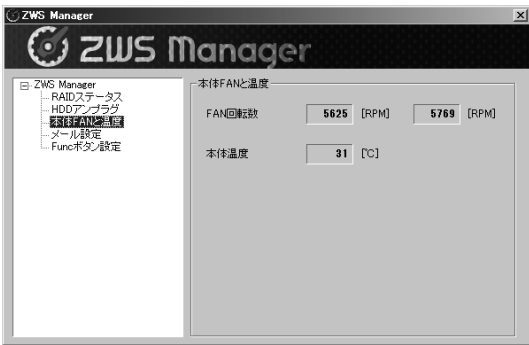 ZWS Manager
ZWS Manager
ZWS Manager
RAIDステータス
HDDアンプラグ
本体FANと温度
メール設定
Funcボタン設定
本体FANと温度
FAN回転数 5625 [RPM] 5769 [RPM]
本体温度 31 [℃]